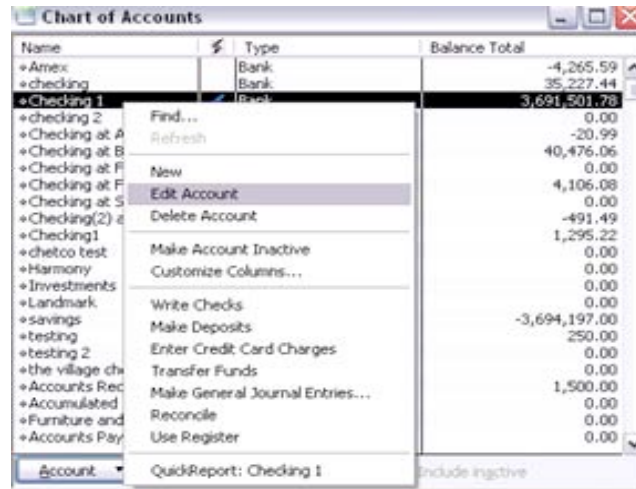 Chart of Accounts
Name Type Balance Total
Amex Bank -4,265.59
checking Bank 35,227.44
Checking 1 Bank 3,691,501.78
checking 2 0.00
Checking at A -20.99
Checking at B 40,476.06
Checking at F 0.00
Checking at F 4,106.08
Checking at S 0.00
Checking(2) a -491.49
Checking1 1,295.22
chetco test 0.00
Harmony 0.00
Investments 0.00
Landmark 0.00
savings -3,694,197.00
testing 250.00
testing 2 0.00
the village che 0.00
Accounts Rec 1,500.00
Accumulated 0.00
Furniture and 0.00
Accounts Pay 0.00
Find...
Refresh
New
Edit Account
Delete Account
Make Account Inactive
Customize Columns...
Write Checks
Make Deposits
Enter Credit Card Charges
Transfer Funds
Make General Journal Entries...
Reconcile
Use Register
QuickReport: Checking 1
Account
Include inactive